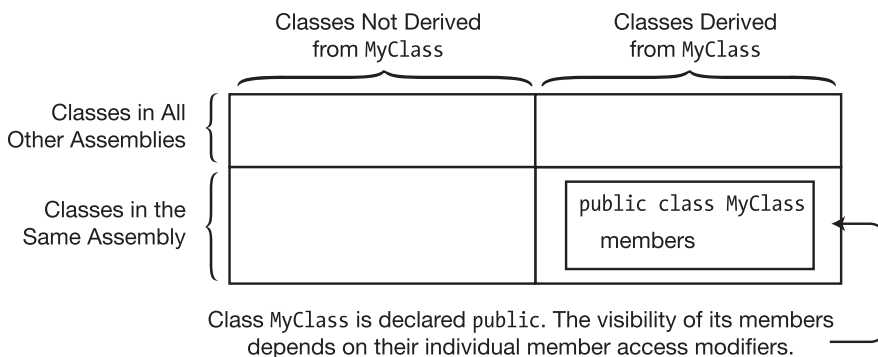 Classes Not Derived
from MyClass
Classes Derived
from MyClass
Classes in All
Other Assemblies
Classes in the
Same Assembly
public class MyClass
members
Class MyClass is declared public. The visibility of its members
depends on their individual member access modifiers.